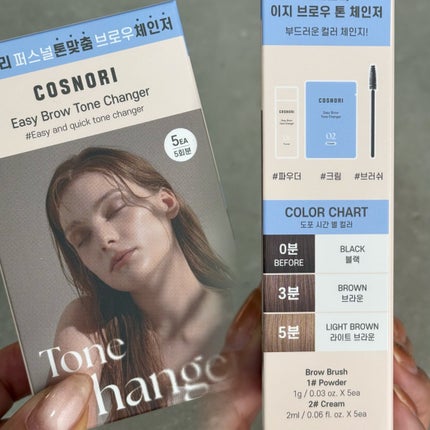 퍼스널톤맞춤 브로우체인저
COSNORI
Easy Brow Tone Changer
#Easy and quick tone changer
5EA
5회분
Tone
hange
이지 브로우 톤 체인저
부드러운 컬러 체인지!
COSNORI
Easy Brow
Tone Changer
COSNORI
Easy Brow
Tone Changer
02
#파우더
#크림
#브러쉬
COLOR CHART
도포 시간 별 컬러
0분
BEFORE
BLACK
블랙
3분
BROWN
브라운
5분
LIGHT BROWN
라이트 브라운
Brow Brush
1# Powder
1g / 0.03 oz. X 5ea
2# Cream
2ml / 0.06 fl. oz. X 5ea